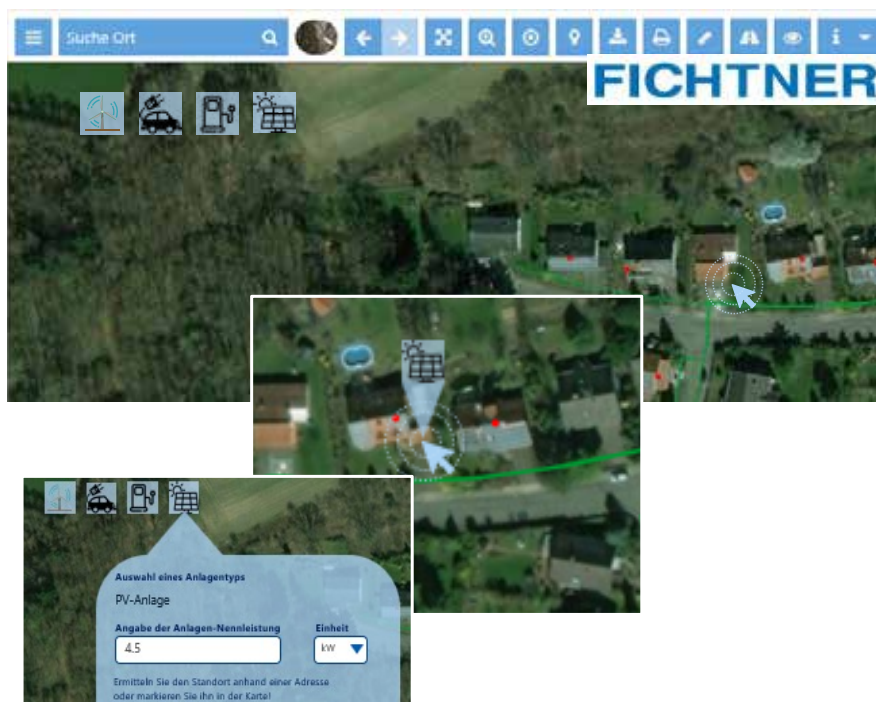 Suche Ort
FICHTNER
Auswahl eines Anlagentyps
PV-Anlage
Angabe der Anlagen-Nennleistung Einheit
4.5 kW
Ermitteln Sie den Standort anhand einer Adresse
oder markieren Sie ihn in der Karte!